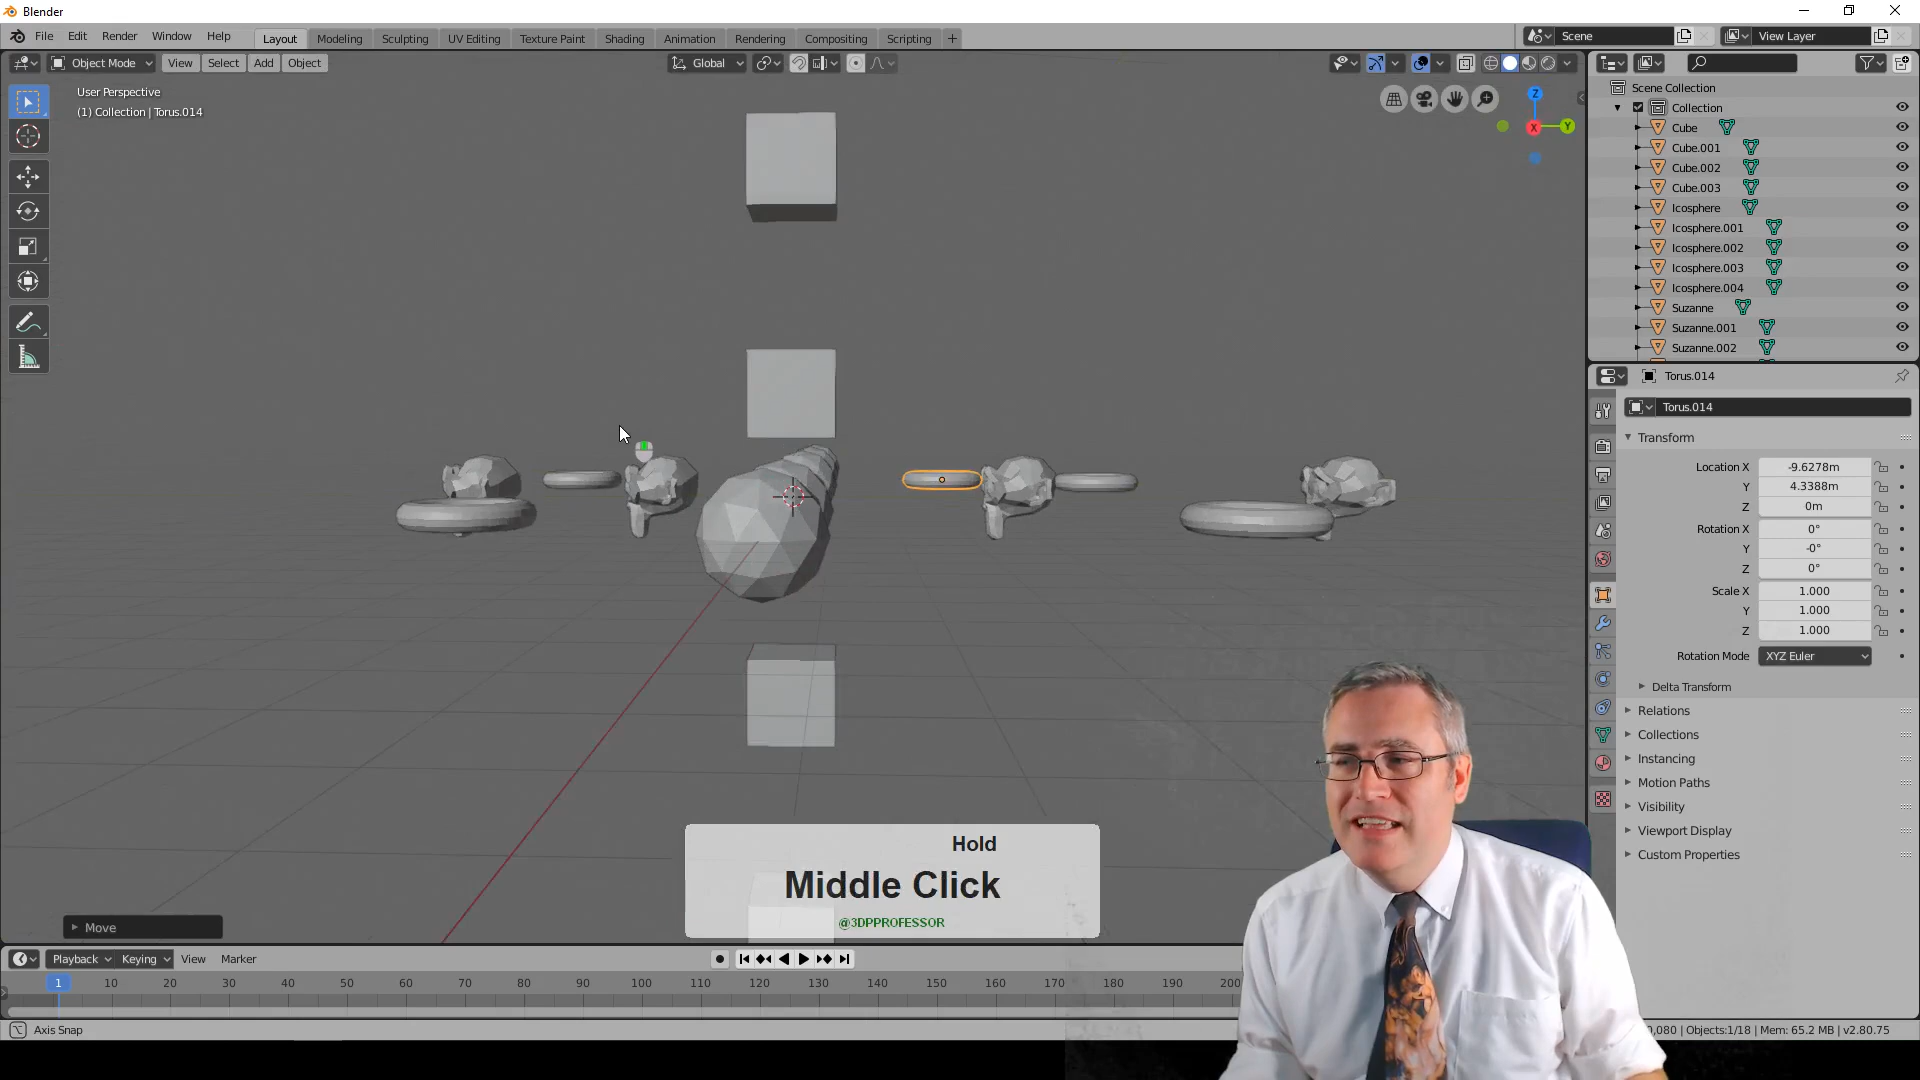 Blender
File Edit Render Window Help
Layout Modeling Sculpting UV Editing Texture Paint Shading Animation Rendering Compositing Scripting +
Scene
View Layer
Object Mode View Select Add Object
Global
User Perspective
(1) Collection | Torus.014
Z
X
Y
Scene Collection
Collection
Cube
Cube.001
Cube.002
Cube.003
Icosphere
Icosphere.001
Icosphere.002
Icosphere.003
Icosphere.004
Suzanne
Suzanne.001
Suzanne.002
Torus.014
Torus.014
Transform
Location X -9.6278m
Y 4.3388m
Z 0m
Rotation X 0°
Y -0°
Z 0°
Scale X 1.000
Y 1.000
Z 1.000
Rotation Mode XYZ Euler
Delta Transform
Relations
Collections
Instancing
Motion Paths
Visibility
Viewport Display
Custom Properties
Hold
Middle Click
@3DPPROFESSOR
Move
Playback Keying View Marker
1 10 20 30 40 50 60 70 80 90 100 110 120 130 140 150 160 170 180 190
Axis Snap
,080 | Objects:1/18 | Mem: 65.2 MB | v2.80.75